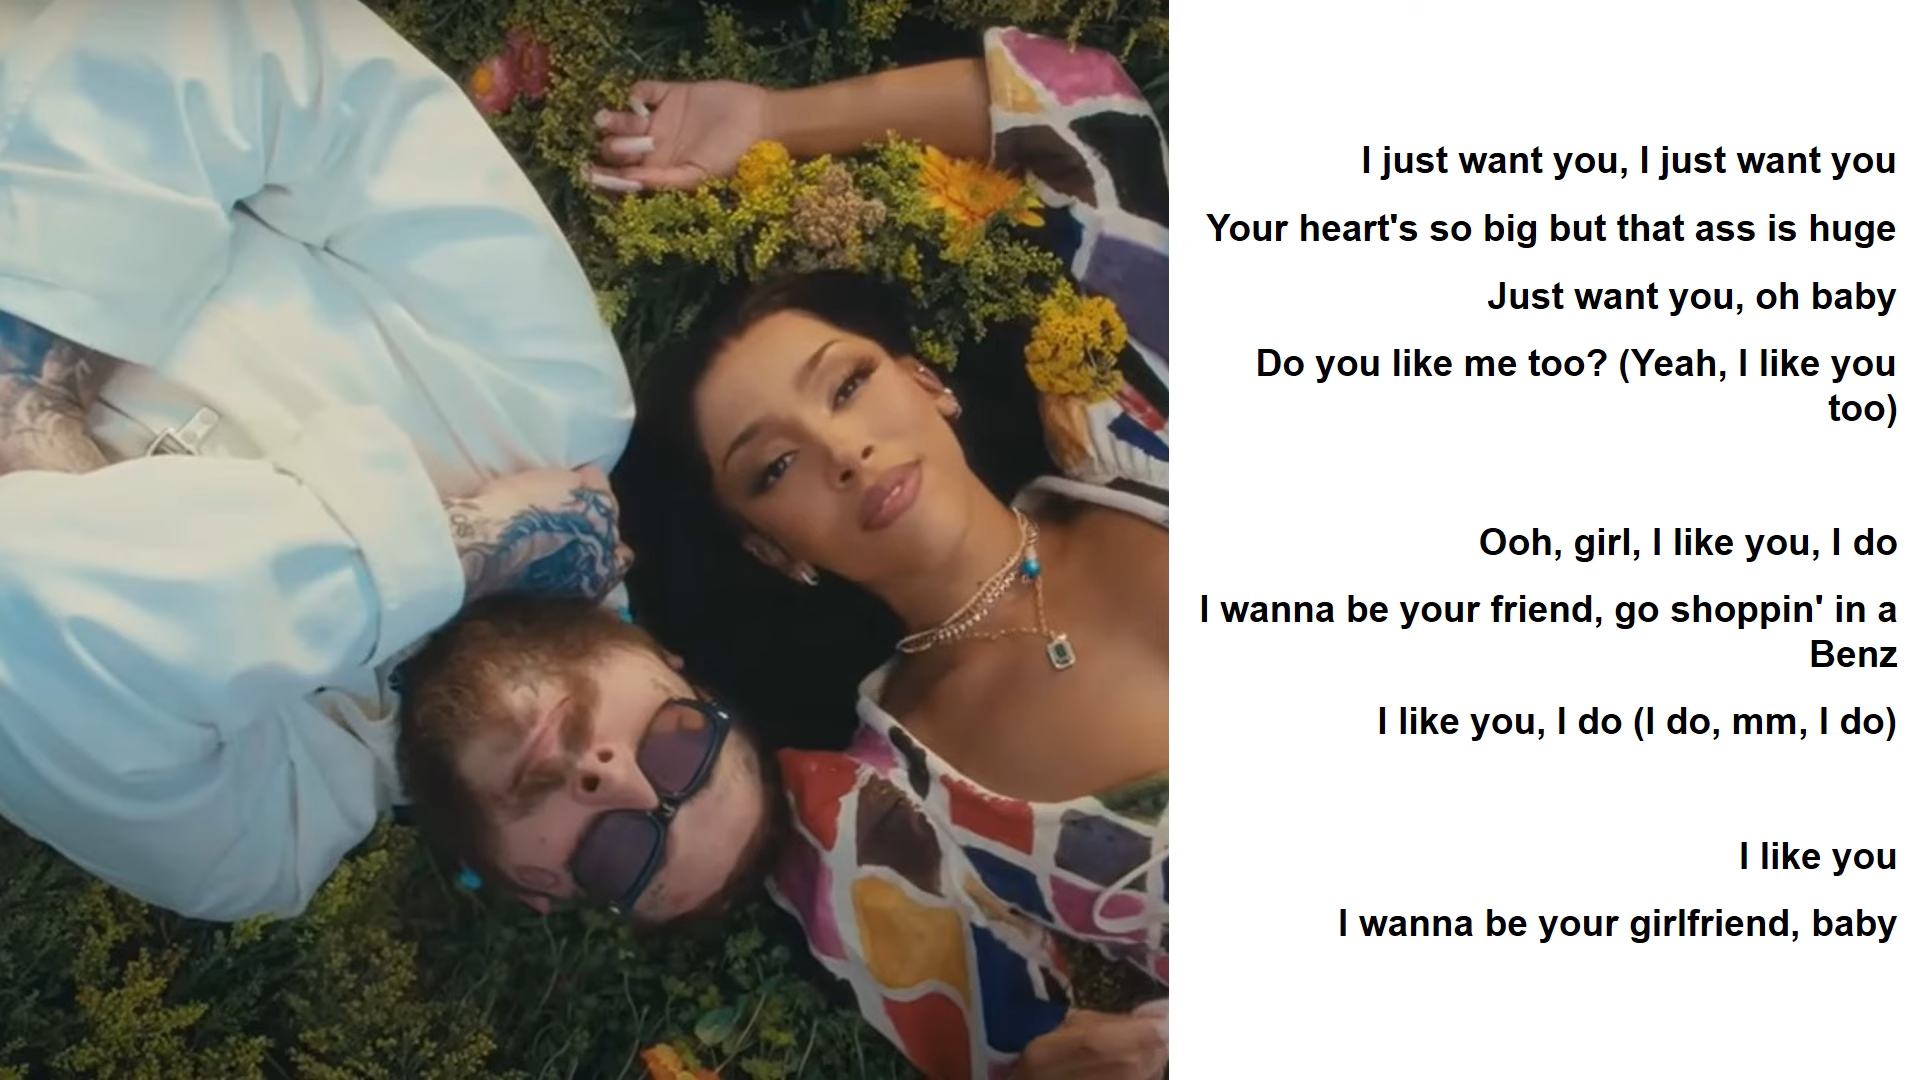 I just want you, I just want you
Your heart's so big but that ass is huge
Just want you, oh baby
Do you like me too? (Yeah, I like you
too)
Ooh, girl, I like you, I do
I wanna be your friend, go shoppin' in a
Benz
I like you, I do (I do, mm, I do)
I like you
I wanna be your girlfriend, baby